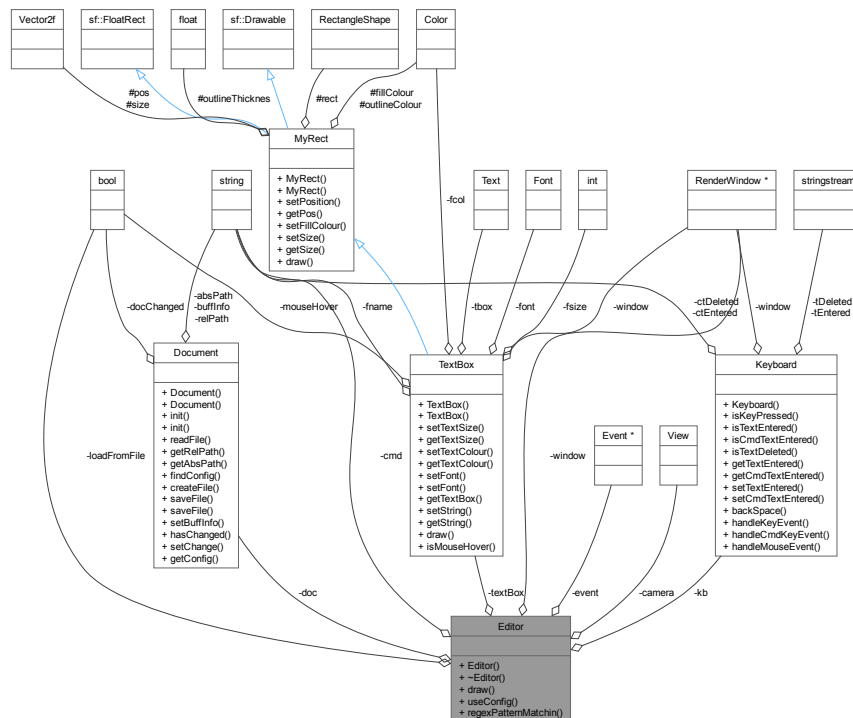 Vector2f
sf::FloatRect
float
sf::Drawable
RectangleShape
Color
#pos
#size
#outlineThicknes
#rect
#fillColour
#outlineColour
MyRect
+ MyRect()
+ MyRect()
+ setPosition()
+ getPos()
+ setFillColour()
+ setSize()
+ getSize()
+ draw()
bool
string
Text
Font
int
RenderWindow *
stringstream
-fcol
-docChanged
-absPath
-buffInfo
-relPath
-mouseHover
-fname
-tbox
-font
-fsize
-window
-ctDeleted
-ctEntered
-window
-tDeleted
-tEntered
Document
+ Document()
+ Document()
+ init()
+ init()
+ readFile()
+ getRelPath()
+ getAbsPath()
+ findConfig()
+ createFile()
+ saveFile()
+ saveFile()
+ setBuffInfo()
+ hasChanged()
+ setChange()
+ getConfig()
TextBox
+ TextBox()
+ TextBox()
+ setTextSize()
+ getTextSize()
+ setTextColour()
+ getTextColour()
+ setFont()
+ setFont()
+ getTextBox()
+ setString()
+ getString()
+ draw()
+ isMouseHover()
Keyboard
+ Keyboard()
+ isKeyPressed()
+ isTextEntered()
+ isCmdTextEntered()
+ isTextDeleted()
+ getTextEntered()
+ getCmdTextEntered()
+ setTextEntered()
+ setCmdTextEntered()
+ backSpace()
+ handleKeyEvent()
+ handleCmdKeyEvent()
+ handleMouseEvent()
Event *
View
-loadFromFile
-cmd
-window
-doc
-textBox
-event
-camera
-kb
Editor
+ Editor()
+ ~Editor()
+ draw()
+ useConfig()
+ regexPatternMatchin()